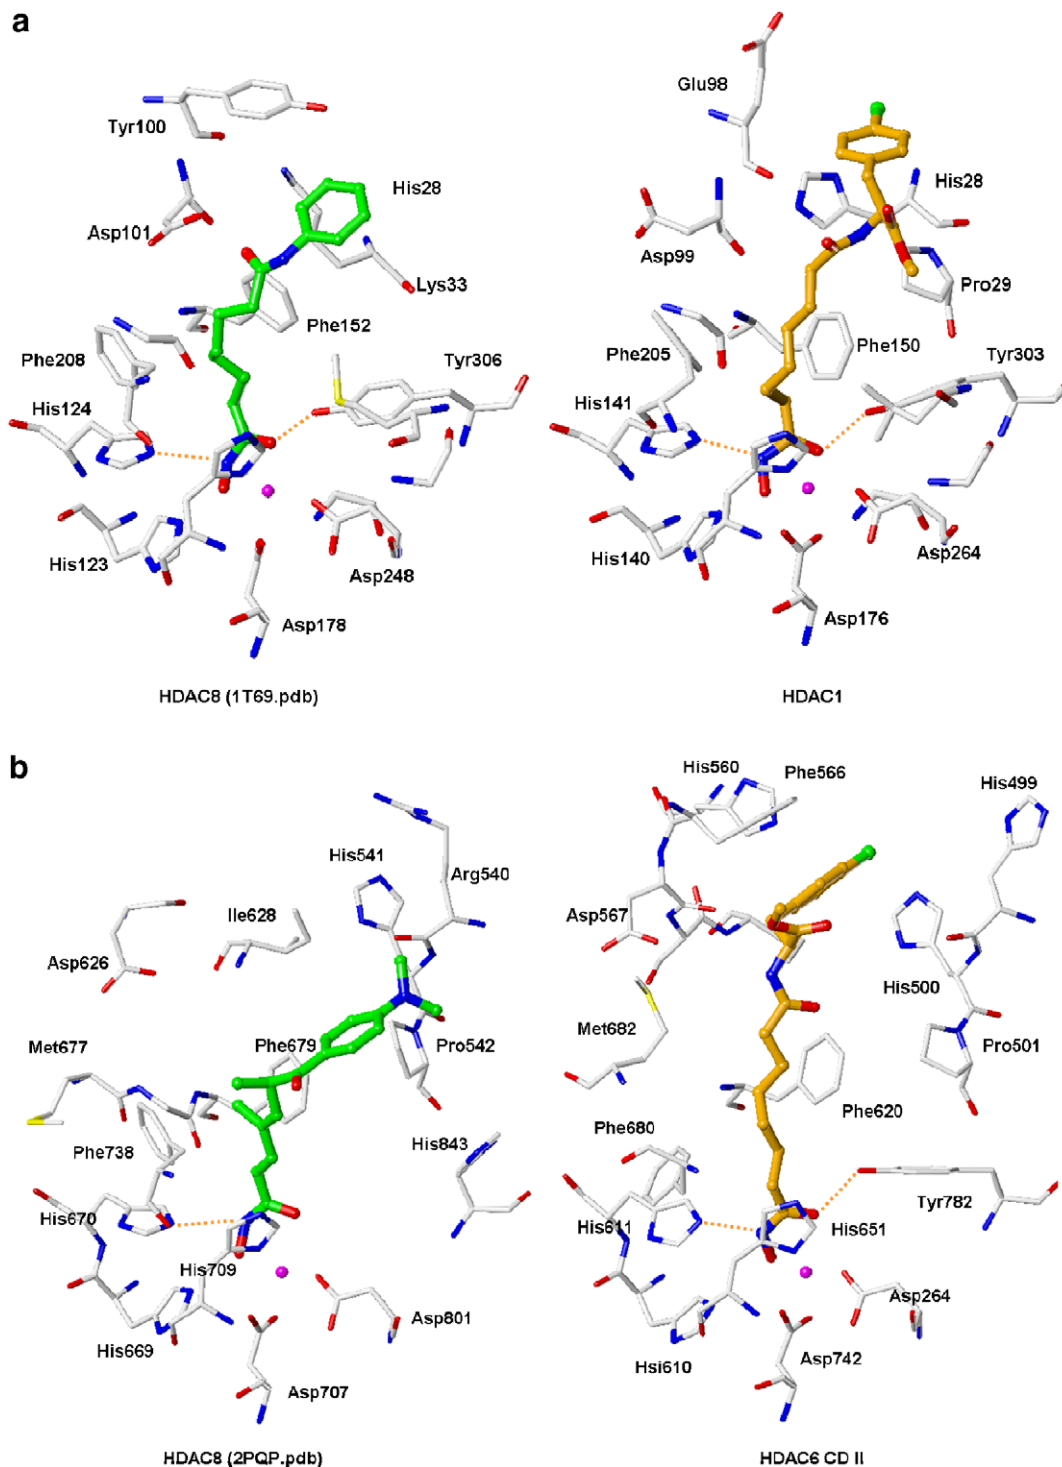 a
Tyr100
Asp101
His28
Lys33
Phe152
Phe208
Tyr306
His124
His123
Asp248
Asp178
HDAC8 (1T69.pdb)
Glu98
His28
Asp99
Pro29
Phe205
Phe150
Tyr303
His141
His140
Asp264
Asp176
HDAC1
b
His541
Arg540
Ile628
Asp626
Met677
Phe679
Pro542
Phe738
His843
His670
His709
His669
Asp801
Asp707
HDAC8 (2PQP.pdb)
His560
Phe566
His499
Asp567
His500
Met682
Pro501
Phe620
Phe680
Tyr782
His611
His651
Asp264
Hsi610
Asp742
HDAC6 CD II